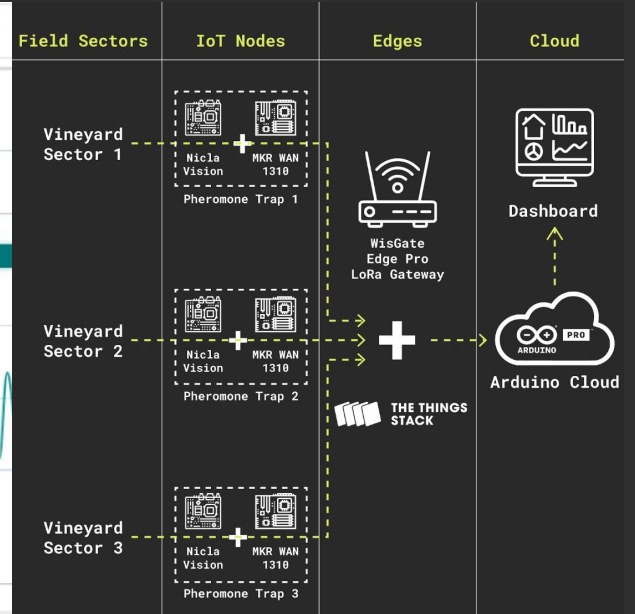 Field Sectors
IoT Nodes
Edges
Cloud
Vineyard
Sector 1
Nicla
Vision
MKR WAN
1310
Pheromone Trap 1
Vineyard
Sector 2
Nicla
Vision
MKR WAN
1310
Pheromone Trap 2
Vineyard
Sector 3
Nicla
Vision
MKR WAN
1310
Pheromone Trap 3
WisGate
Edge Pro
LoRa Gateway
THE THINGS
STACK
Dashboard
ARDUINO
PRO
Arduino Cloud